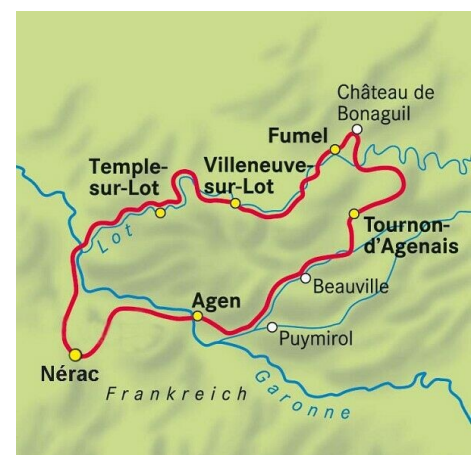 Château de
Bonaguil
Fumel
Temple-
sur-Lot
Villeneuve-
sur-Lot
Tournon-
d'Agenais
Lot
Beauville
Agen
Puymirol
Nérac
Frankreich
Garonne